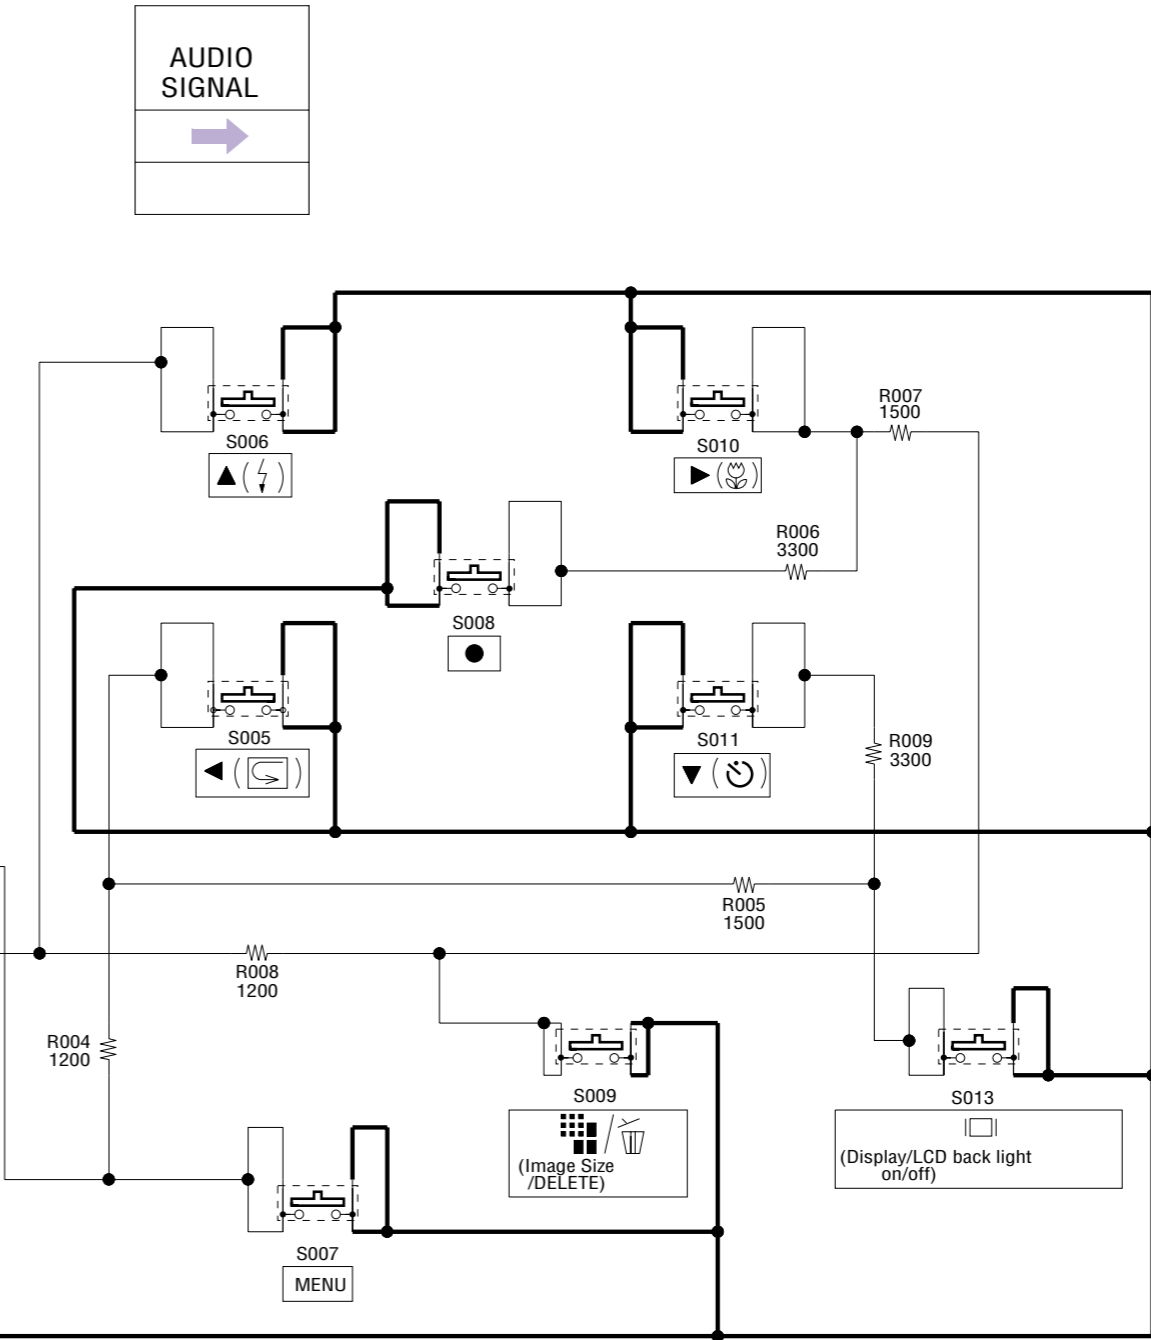 AUDIO
SIGNAL
R007
1500
S006
S010
R006
3300
S008
S005
S011
R009
3300
R005
1500
R008
1200
R004
1200
S009
(Image Size
/DELETE)
S013
(Display/LCD back light
on/off)
S007
MENU